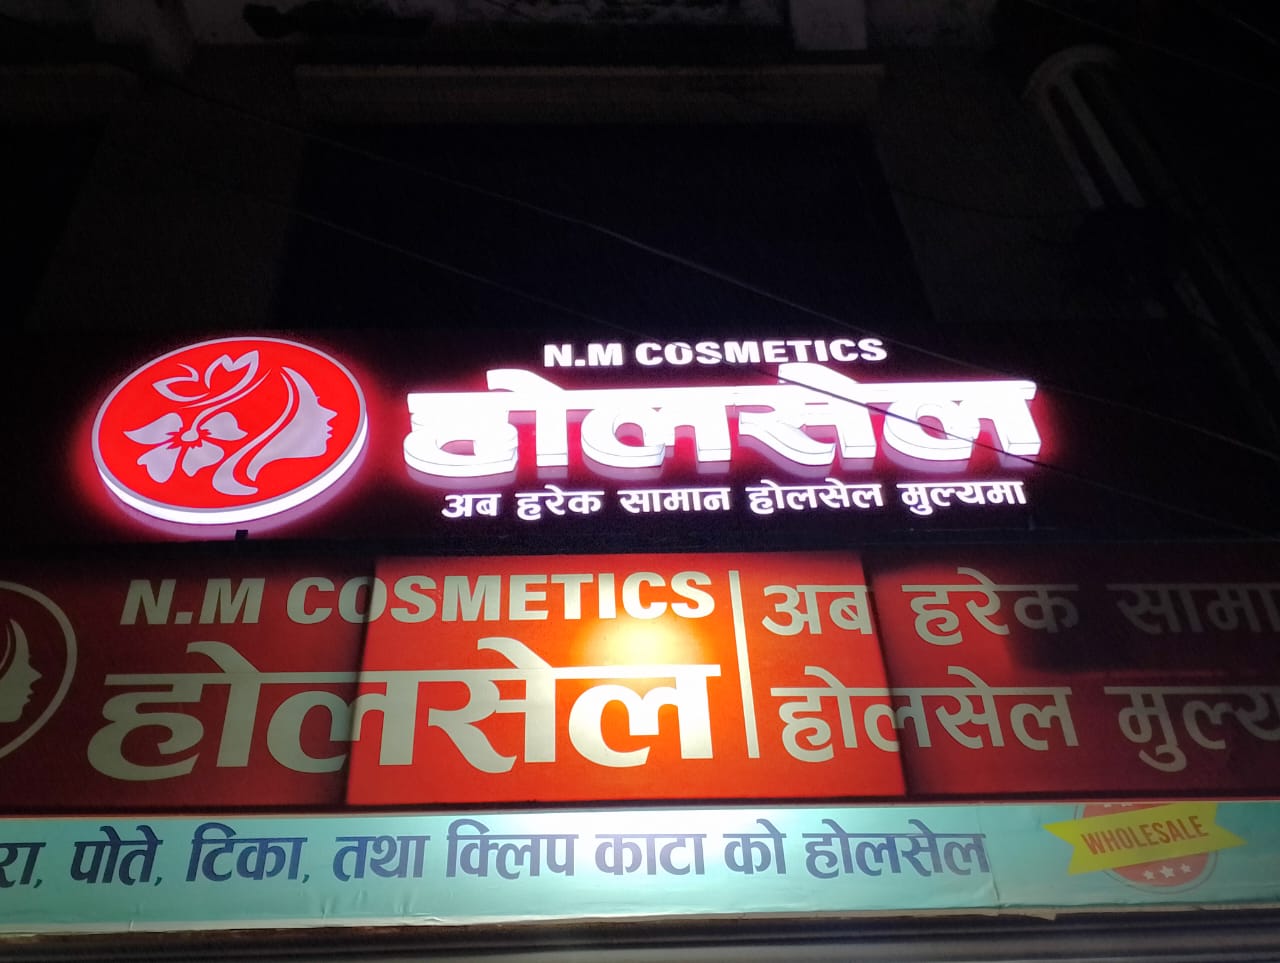 N.M COSMETICS
होलसेल
अब हरेक सामान होलसेल मुल्यमा
N.M COSMETICS
होलसेल
अब हरेक सामा
होलसेल मुल्य
रा, पोते, टिका, तथा क्लिप काटा को होलसेल
WHOLESALE